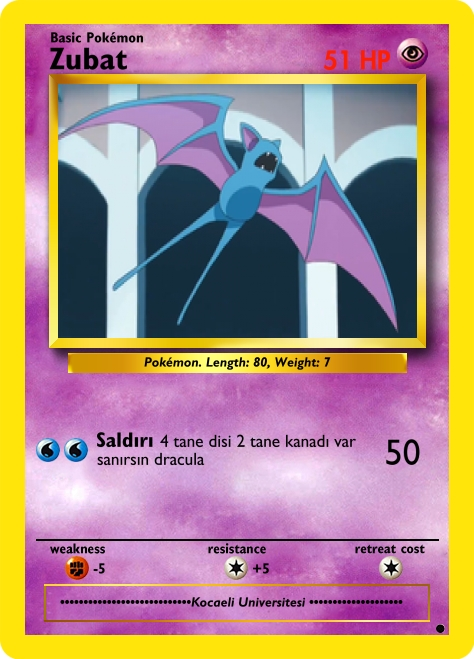 Basic Pokémon
Zubat 51 HP
Pokémon. Length: 80, Weight: 7
Saldırı 4 tane disi 2 tane kanadı var 50
sanırsın dracula
weakness resistance retreat cost
-5 +5
••••••••••••••••••••••••••••Kocaeli Universitesi ••••••••••••••••••••